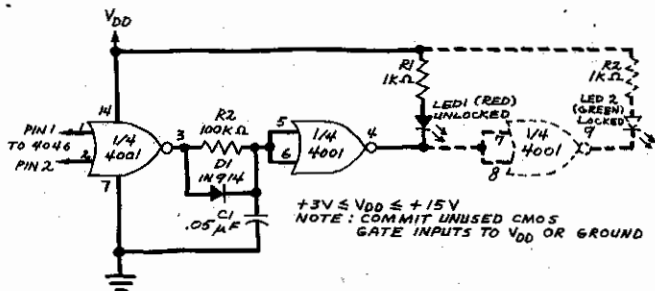 VDD
14
PIN 1
TO 4046
PIN 2
1
2
1/4
4001
7
3
R2
100KΩ
D1
1N914
C1
.05µF
5
6
1/4
4001
4
R1
1KΩ
LED1 (RED)
UNLOCKED
7
8
1/4
4001
9
R2
1KΩ
LED 2
(GREEN)
LOCKED
+3V ≤ VDD ≤ +15V
NOTE: COMMIT UNUSED CMOS
GATE INPUTS TO VDD OR GROUND